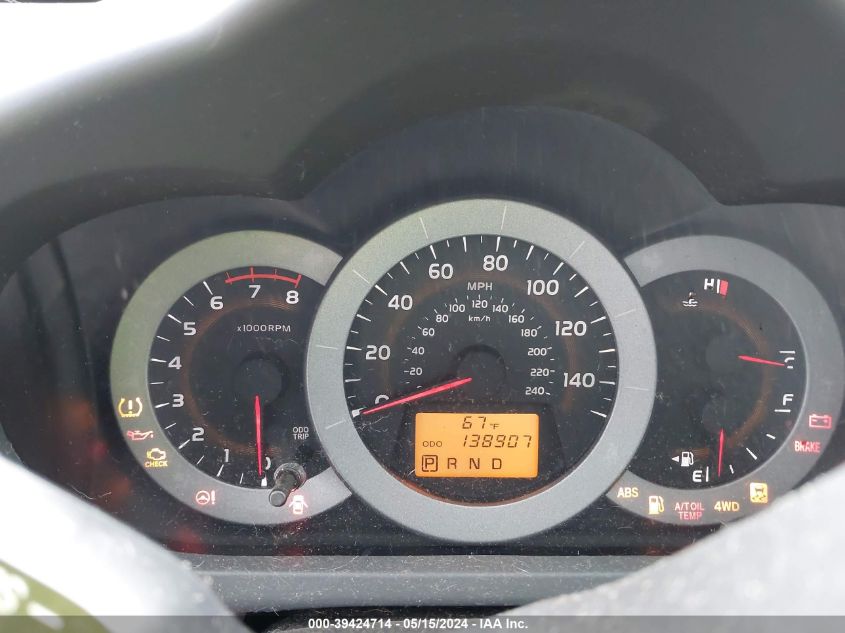 x1000RPM
0
1
2
3
4
5
6
7
8
ODO
TRIP
CHECK
MPH
0
20
40
60
80
100
120
140
km/h
20
40
60
80
100
120
140
160
180
200
220
240
67°F
ODO 138907
P R N D
H
C
F
E
BRAKE
ABS
A/T OIL
TEMP
4WD
000-39424714 - 05/15/2024 - IAA Inc.